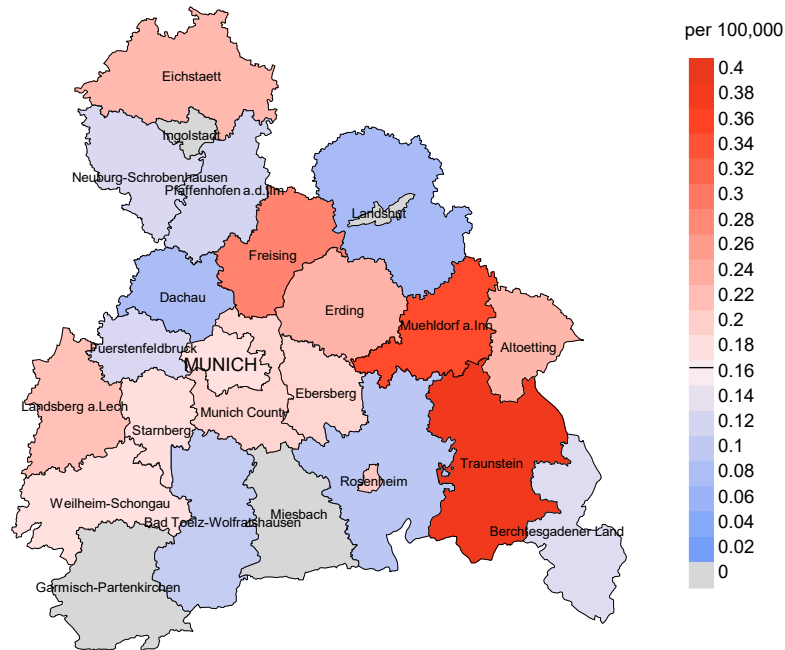 per 100,000
Eichstaett
0.4
0.38
0.36
Ingolstadt
0.34
0.32
Neuburg-Schrobenhausen
Pfaffenhofen a.d.Ilm
0.3
Landshut
0.28
Freising
0.26
0.24
Dachau
0.22
Erding
0.2
Muehldorf a.Inn
Altoetting
Fuerstenfeldbruck
0.18
MUNICH
0.16
Ebersberg
0.14
Landsberg a.Lech
Munich County
0.12
Starnberg
0.1
Traunstein
0.08
Rosenheim
Miesbach
0.06
Weilheim-Schongau
0.04
Bad Toelz-Wolfratshausen
Berchtesgadener Land
0.02
0
Garmisch-Partenkirchen